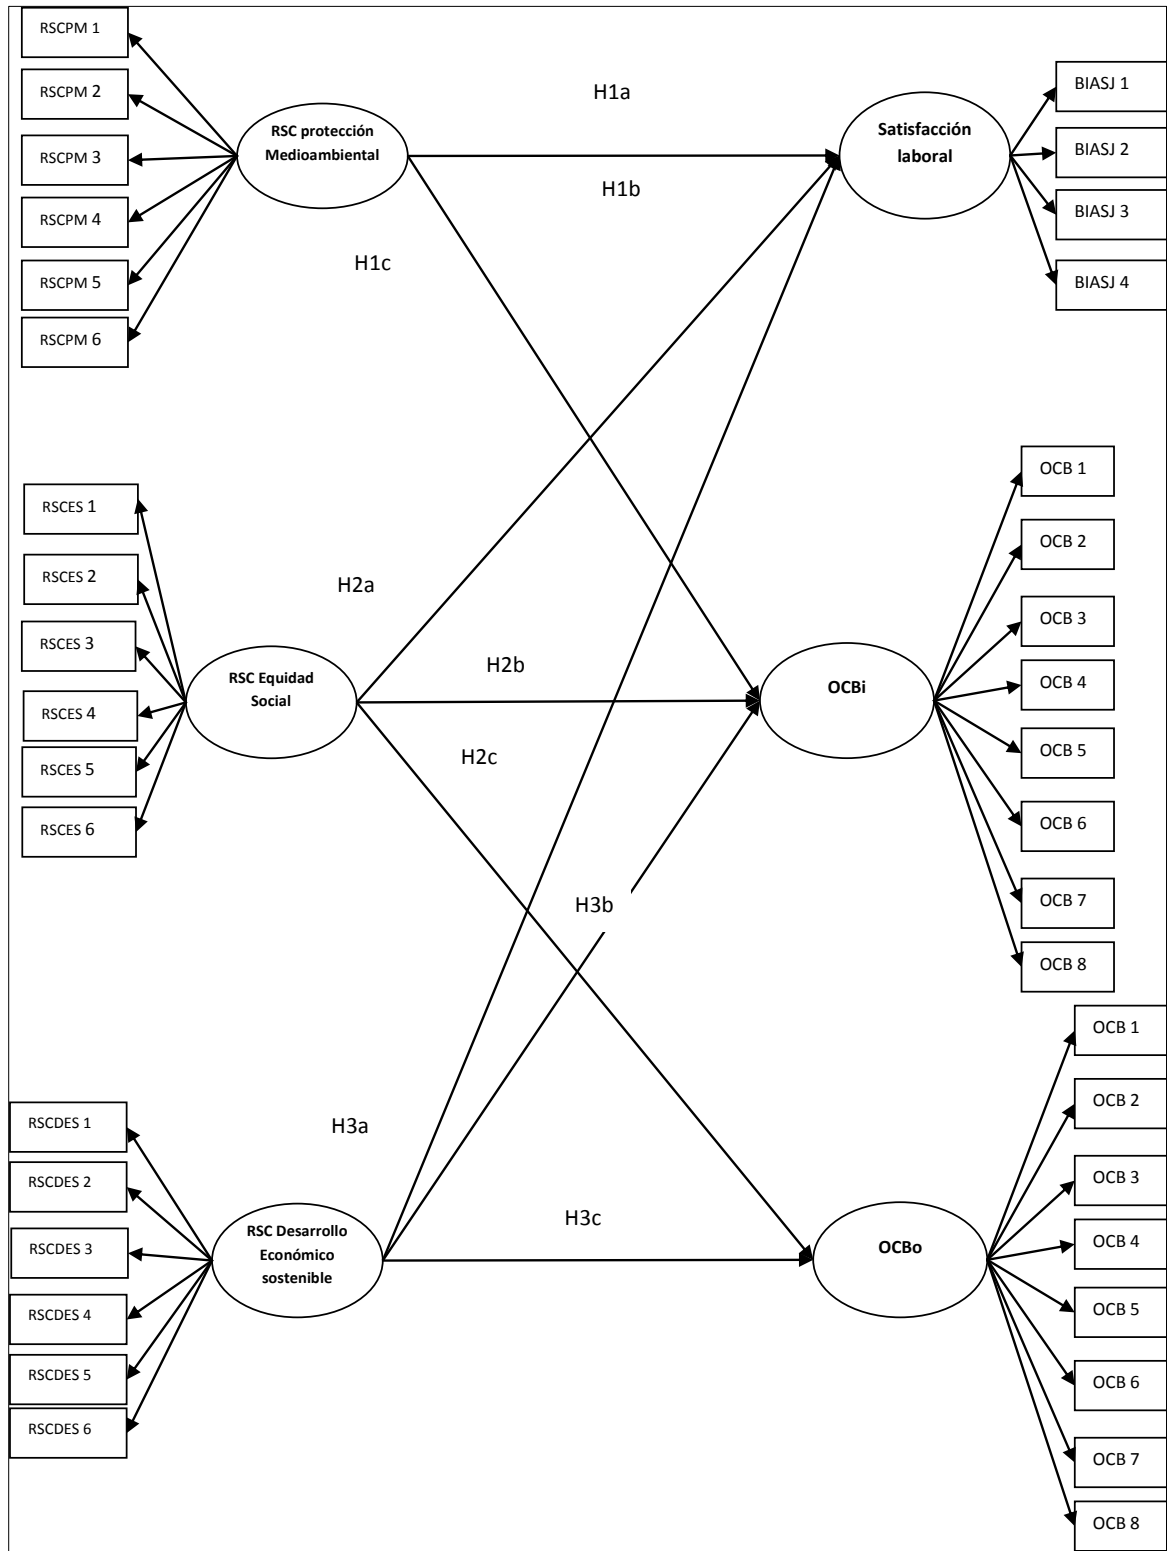 RSCPM 1
RSCPM 2
RSCPM 3
RSCPM 4
RSCPM 5
RSCPM 6
RSC protección
Medioambiental
H1a
H1b
H1c
Satisfacción
laboral
BIASJ 1
BIASJ 2
BIASJ 3
BIASJ 4
RSCES 1
RSCES 2
RSCES 3
RSCES 4
RSCES 5
RSCES 6
RSC Equidad
Social
H2a
H2b
H2c
OCBi
OCB 1
OCB 2
OCB 3
OCB 4
OCB 5
OCB 6
OCB 7
OCB 8
RSCDES 1
RSCDES 2
RSCDES 3
RSCDES 4
RSCDES 5
RSCDES 6
RSC Desarrollo
Económico
sostenible
H3a
H3b
H3c
OCBo
OCB 1
OCB 2
OCB 3
OCB 4
OCB 5
OCB 6
OCB 7
OCB 8